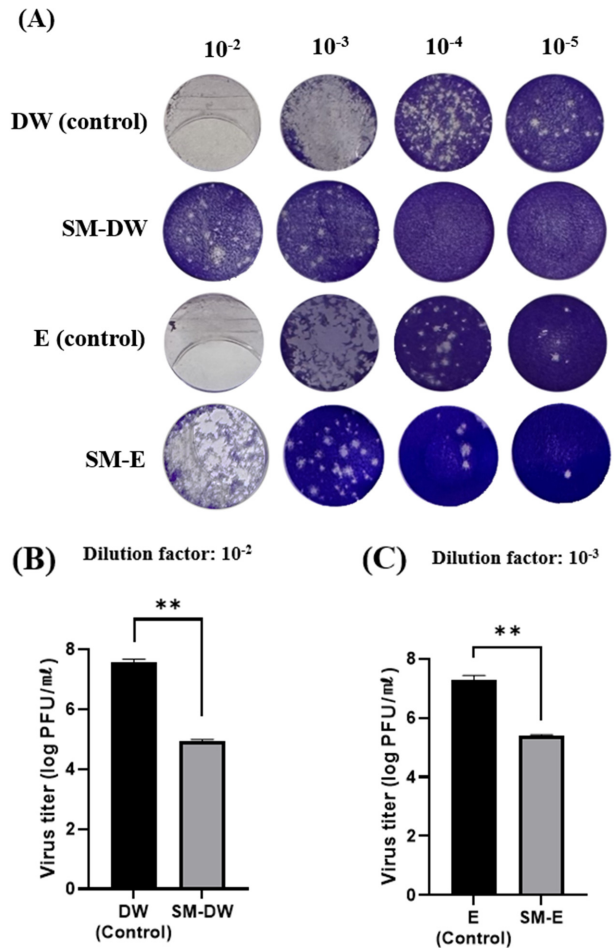 (A)
10⁻² 10⁻³ 10⁻⁴ 10⁻⁵
DW (control)
SM-DW
E (control)
SM-E
(B) Dilution factor: 10⁻²
**
Virus titer (log PFU/㎖)
8
6
4
2
0
DW SM-DW
(Control)
(C) Dilution factor: 10⁻³
**
Virus titer (log PFU/㎖)
8
6
4
2
0
E SM-E
(Control)